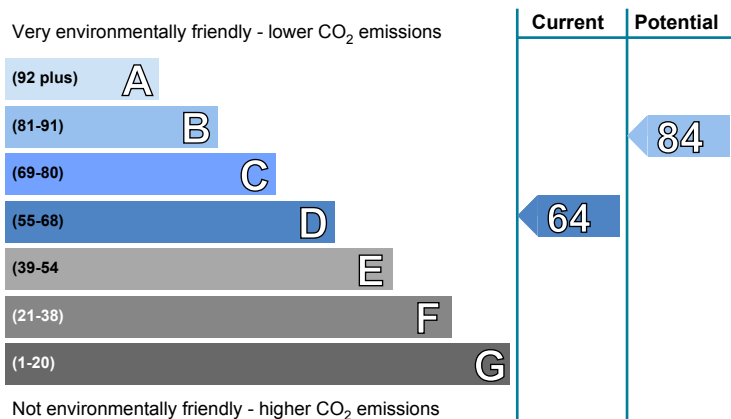 Very environmentally friendly - lower CO₂ emissions
Current
Potential
(92 plus) A
(81-91) B
84
(69-80) C
(55-68) D
64
(39-54 E
(21-38) F
(1-20) G
Not environmentally friendly - higher CO₂ emissions